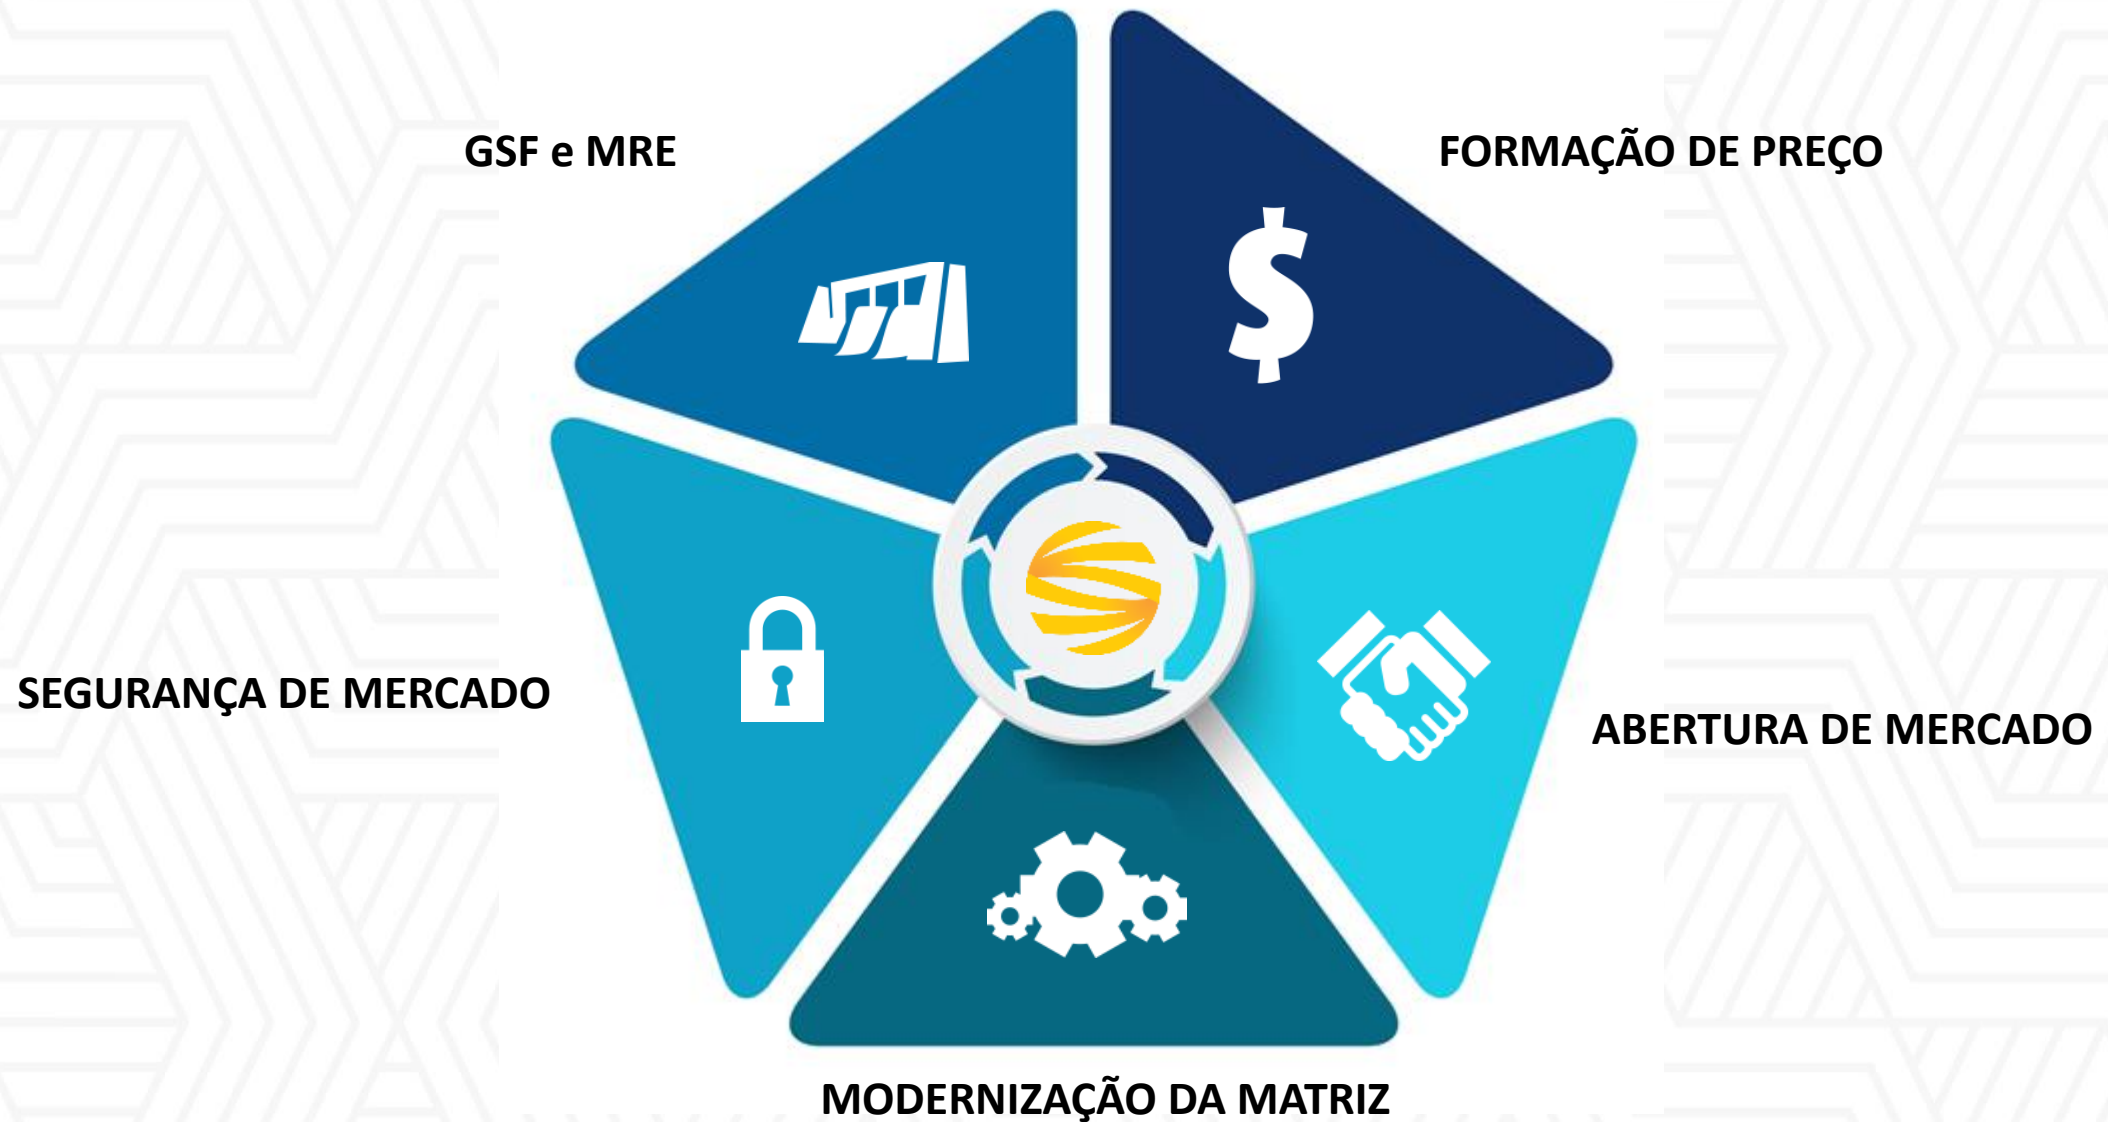 GSF e MRE
FORMAÇÃO DE PREÇO
SEGURANÇA DE MERCADO
ABERTURA DE MERCADO
MODERNIZAÇÃO DA MATRIZ